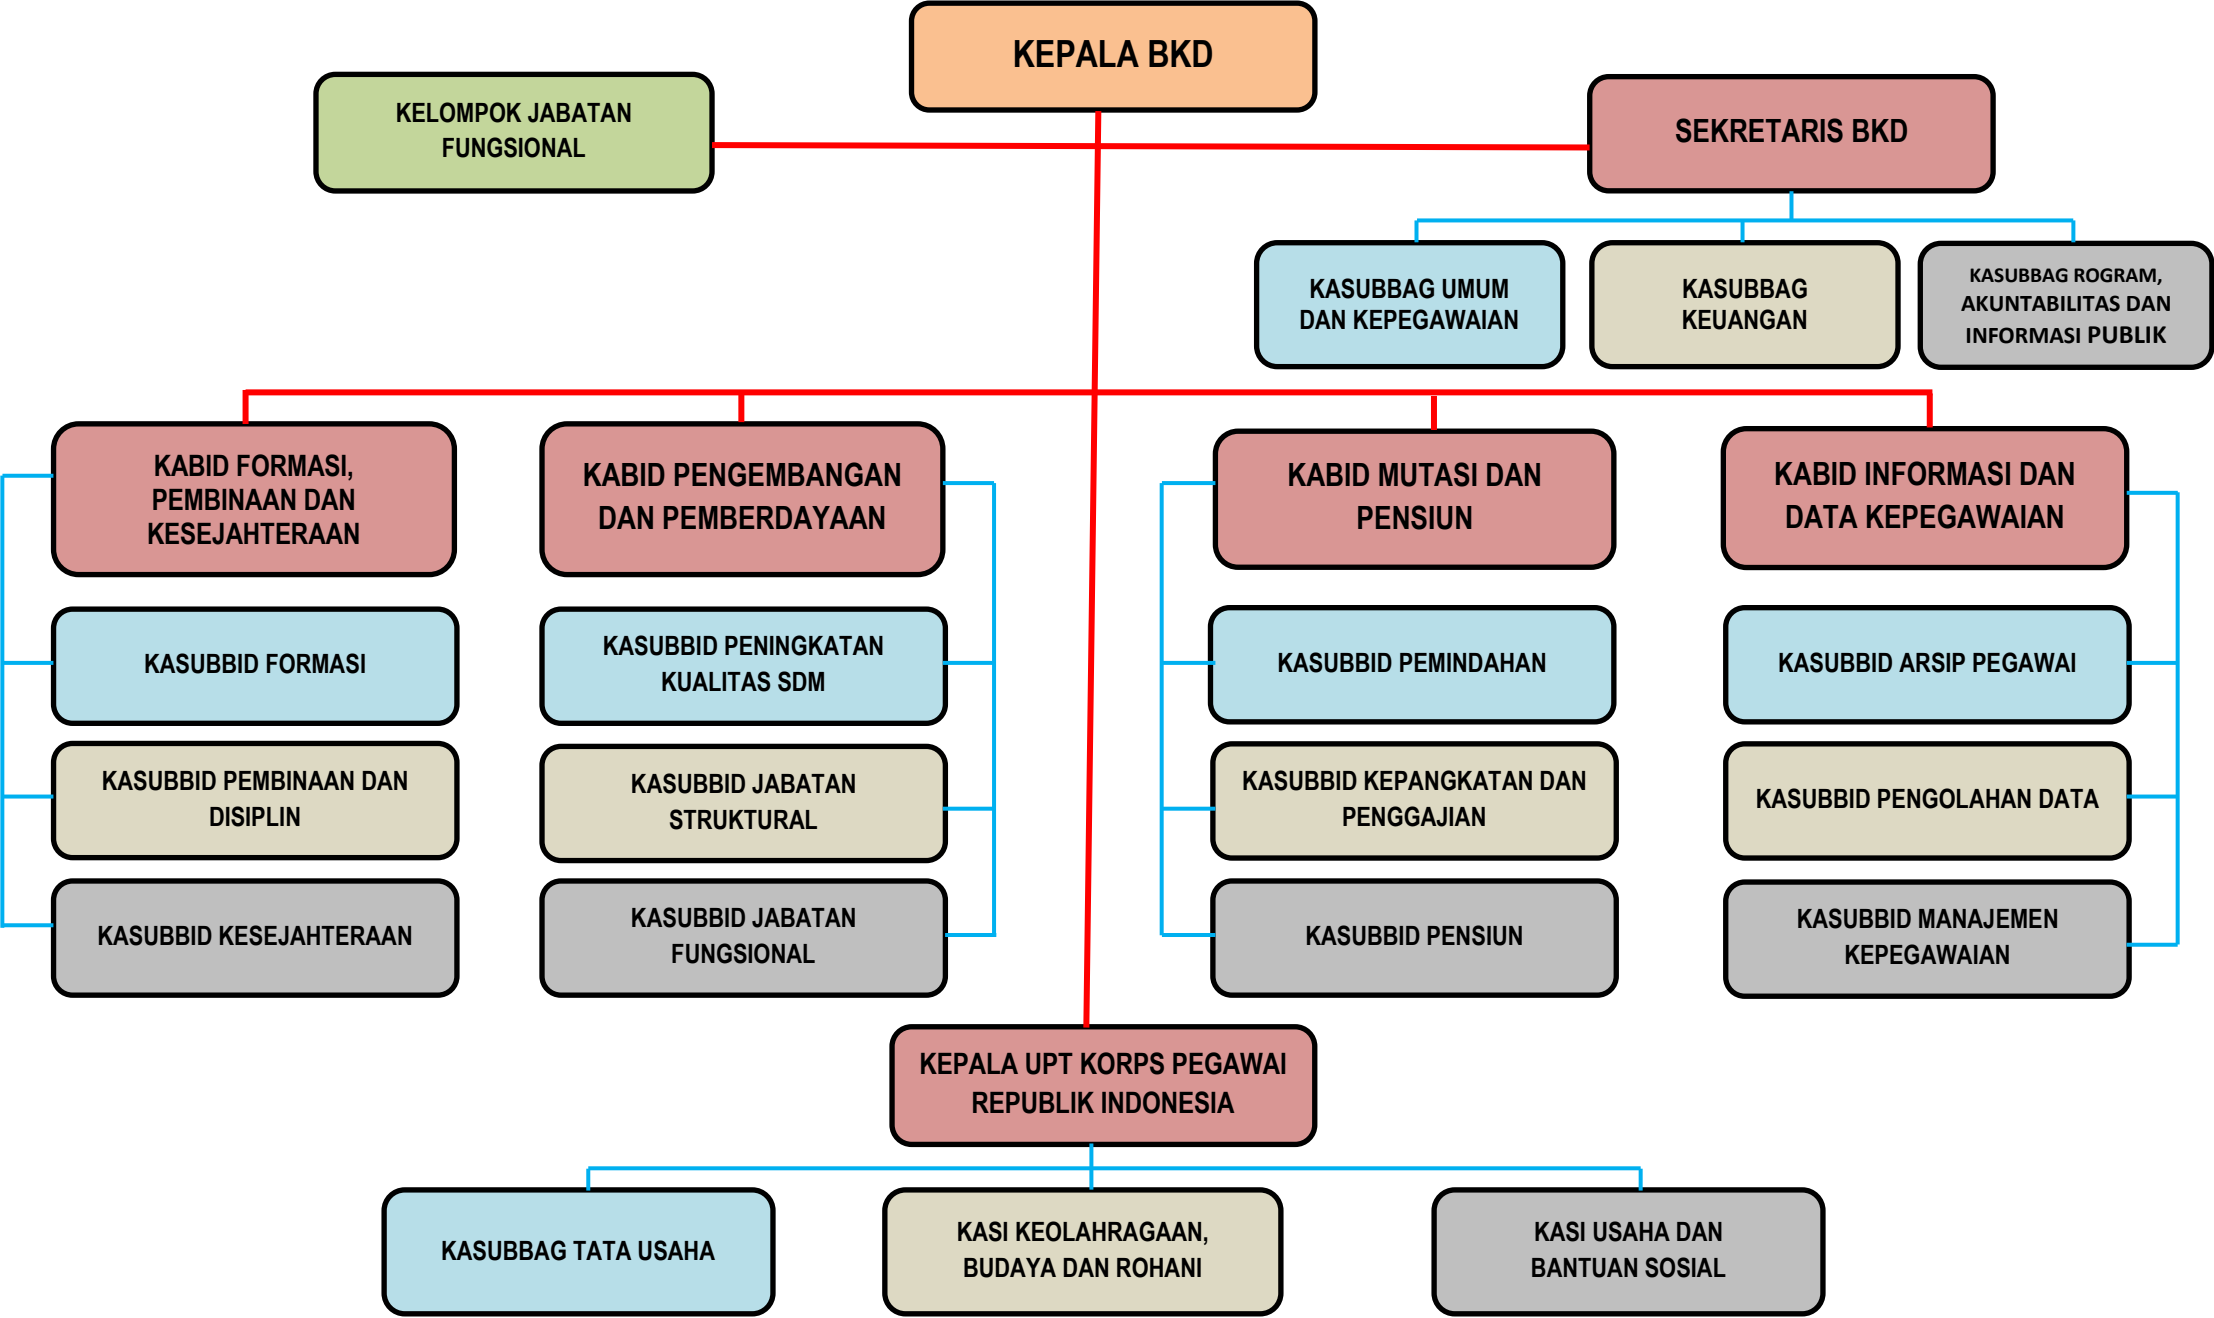 KEPALA BKD
KELOMPOK JABATAN
FUNGSIONAL
SEKRETARIS BKD
KASUBBAG UMUM
DAN KEPEGAWAIAN
KASUBBAG
KEUANGAN
KASUBBAG ROGRAM,
AKUNTABILITAS DAN
INFORMASI PUBLIK
KABID FORMASI,
PEMBINAAN DAN
KESEJAHTERAAN
KABID PENGEMBANGAN
DAN PEMBERDAYAAN
KABID MUTASI DAN
PENSIUN
KABID INFORMASI DAN
DATA KEPEGAWAIAN
KASUBBID FORMASI
KASUBBID PENINGKATAN
KUALITAS SDM
KASUBBID PEMINDAHAN
KASUBBID ARSIP PEGAWAI
KASUBBID PEMBINAAN DAN
DISIPLIN
KASUBBID JABATAN
STRUKTURAL
KASUBBID KEPANGKATAN DAN
PENGGAJIAN
KASUBBID PENGOLAHAN DATA
KASUBBID KESEJAHTERAAN
KASUBBID JABATAN
FUNGSIONAL
KASUBBID PENSIUN
KASUBBID MANAJEMEN
KEPEGAWAIAN
KEPALA UPT KORPS PEGAWAI
REPUBLIK INDONESIA
KASUBBAG TATA USAHA
KASI KEOLAHRAGAAN,
BUDAYA DAN ROHANI
KASI USAHA DAN
BANTUAN SOSIAL